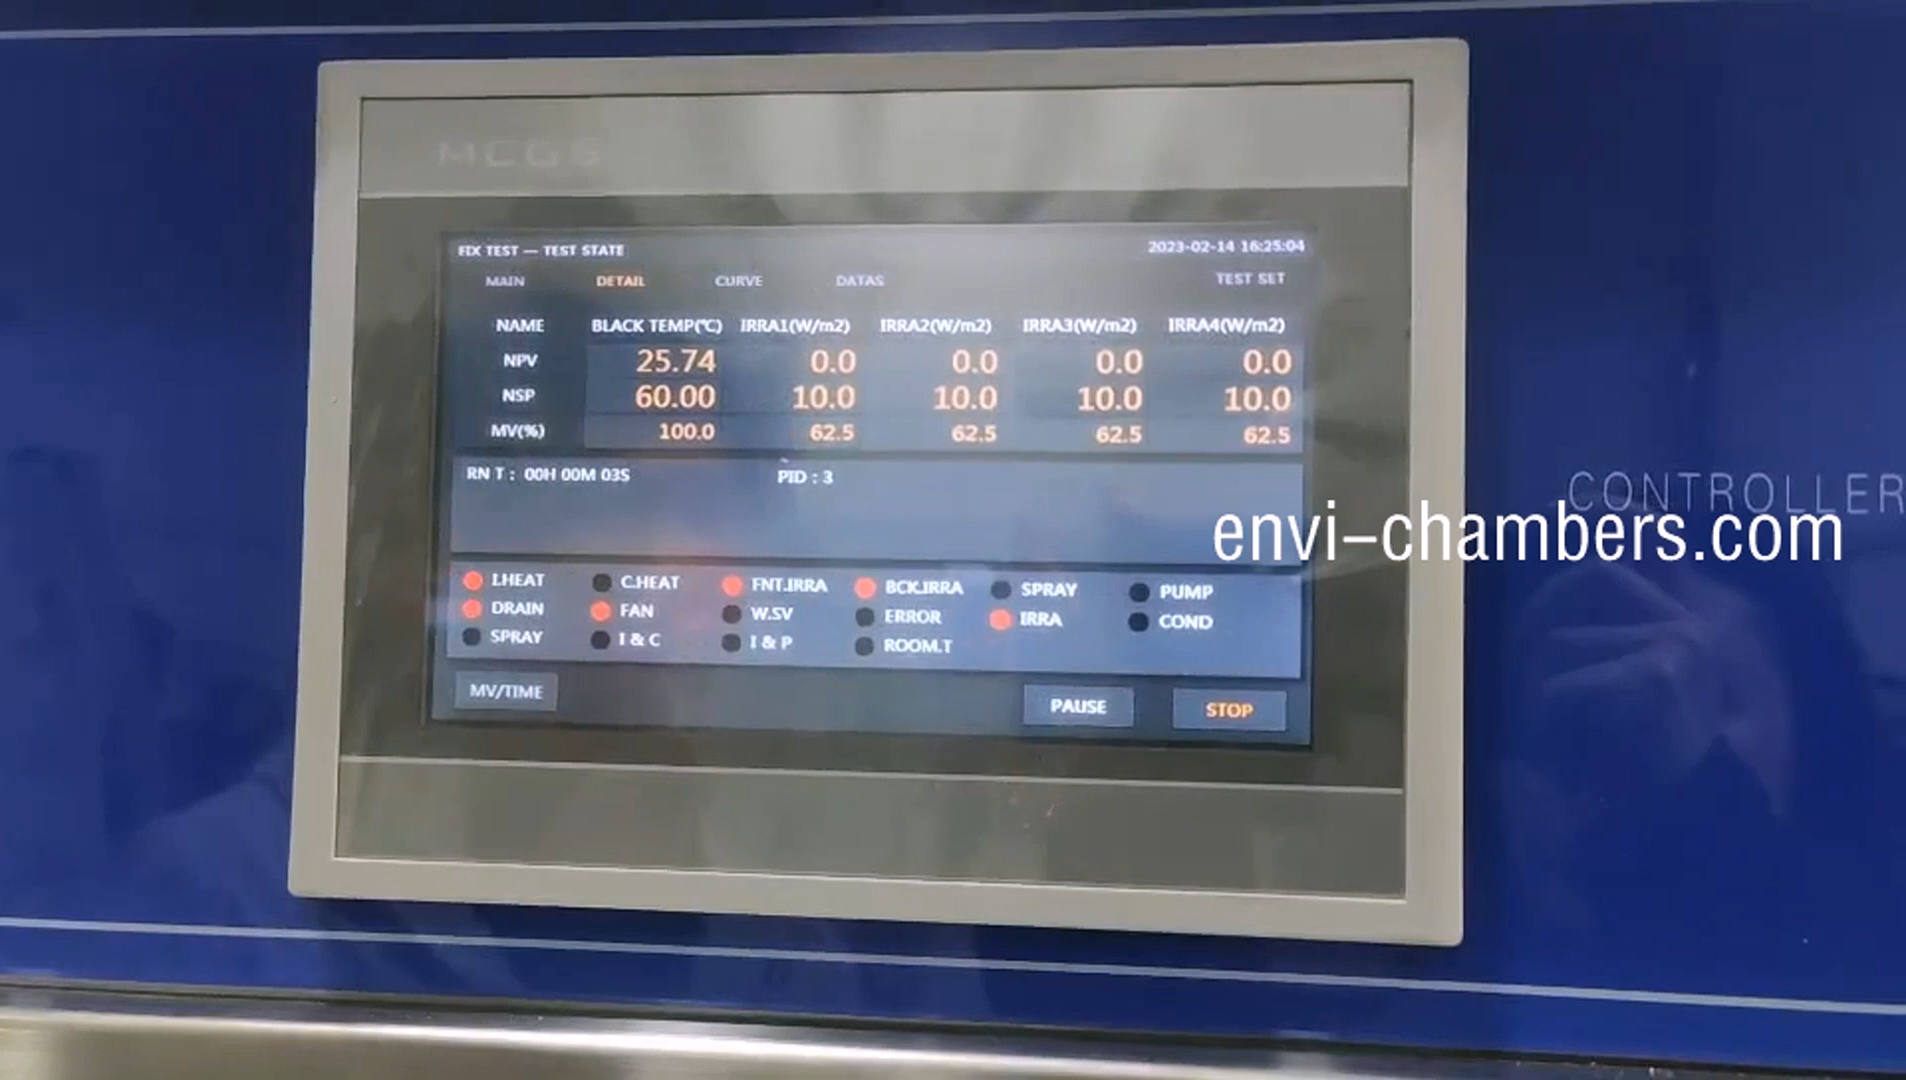 MCGS
FIX TEST — TEST STATE 2023-02-14 16:25:04
MAIN DETAIL CURVE DATAS TEST SET
NAME BLACK TEMP(℃) IRRA1(W/m2) IRRA2(W/m2) IRRA3(W/m2) IRRA4(W/m2)
NPV 25.74 0.0 0.0 0.0 0.0
NSP 60.00 10.0 10.0 10.0 10.0
MV(%) 100.0 62.5 62.5 62.5 62.5
RN T : 00H 00M 03S PID : 3
CONTROLLER
envi-chambers.com
I.HEAT C.HEAT FNT.IRRA BCK.IRRA SPRAY PUMP
DRAIN FAN W.SV ERROR IRRA COND
SPRAY I & C I & P ROOM.T
MV/TIME PAUSE STOP